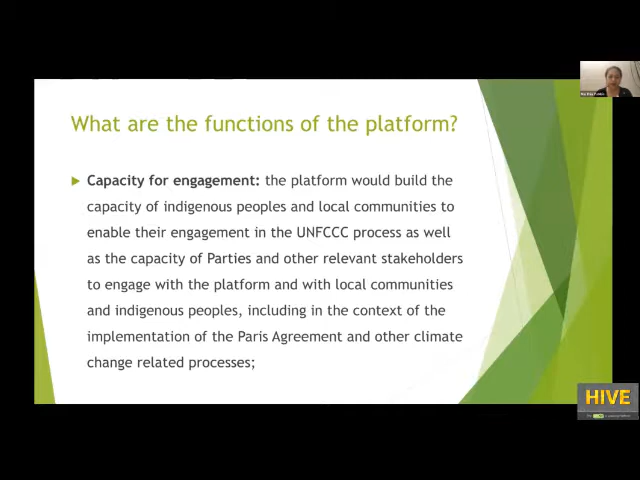 What are the functions of the platform?
Capacity for engagement: the platform would build the
capacity of indigenous peoples and local communities to
enable their engagement in the UNFCCC process as well
as the capacity of Parties and other relevant stakeholders
to engage with the platform and with local communities
and indigenous peoples, including in the context of the
implementation of the Paris Agreement and other climate
change related processes;
HIVE